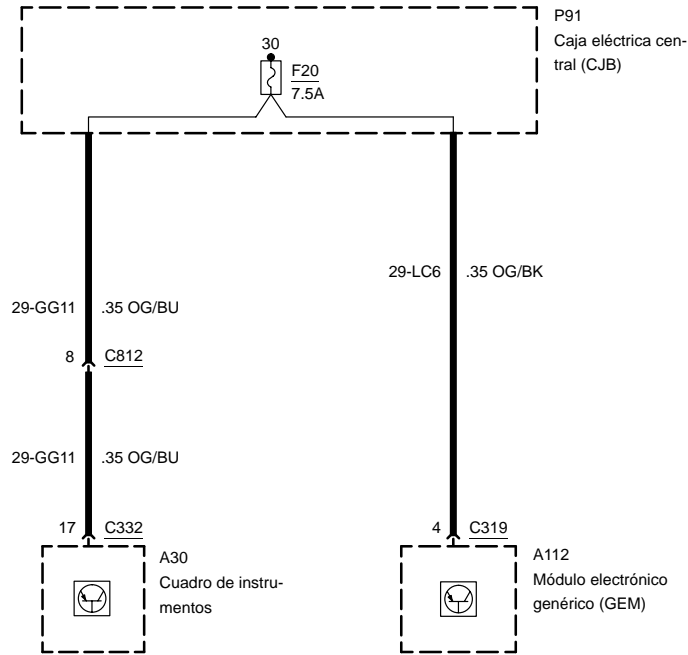 P91
Caja eléctrica cen-
tral (CJB)
30
F20
7.5A
29-LC6 .35 OG/BK
29-GG11 .35 OG/BU
8 C812
29-GG11 .35 OG/BU
17 C332
4 C319
A30
Cuadro de instru-
mentos
A112
Módulo electrónico
genérico (GEM)